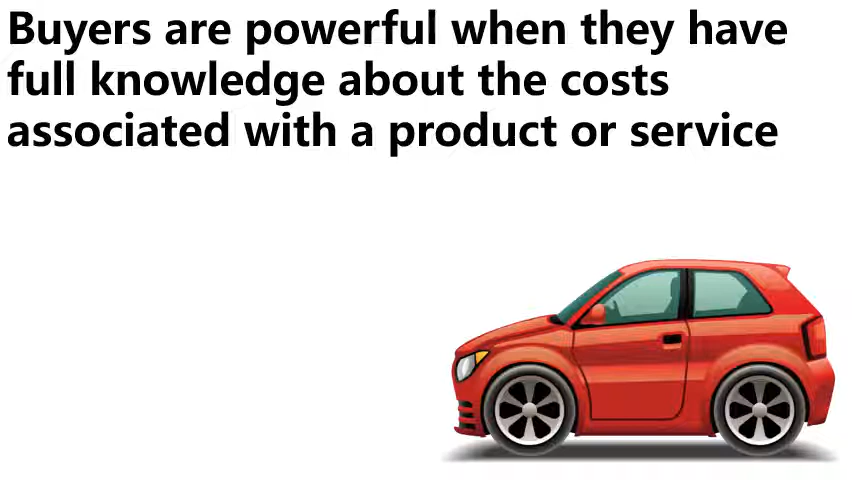 Buyers are powerful when they have
full knowledge about the costs
associated with a product or service